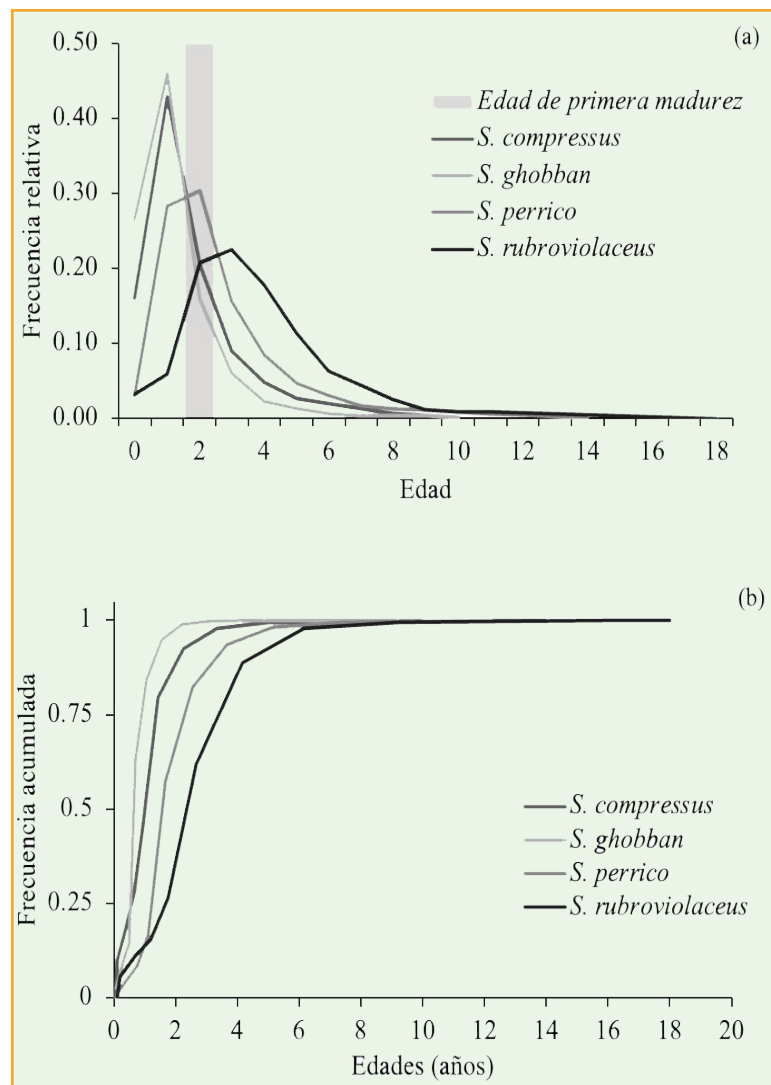 (a)
0.50
0.40
0.30
0.20
0.10
0.00
Frecuencia relativa
Edad de primera madurez
S. compressus
S. ghobban
S. perrico
S. rubroviolaceus
0 2 4 6 8 10 12 14 16 18
Edad
(b)
1
0.75
0.5
0.25
0
Frecuencia acumulada
S. compressus
S. ghobban
S. perrico
S. rubroviolaceus
0 2 4 6 8 10 12 14 16 18 20
Edades (años)